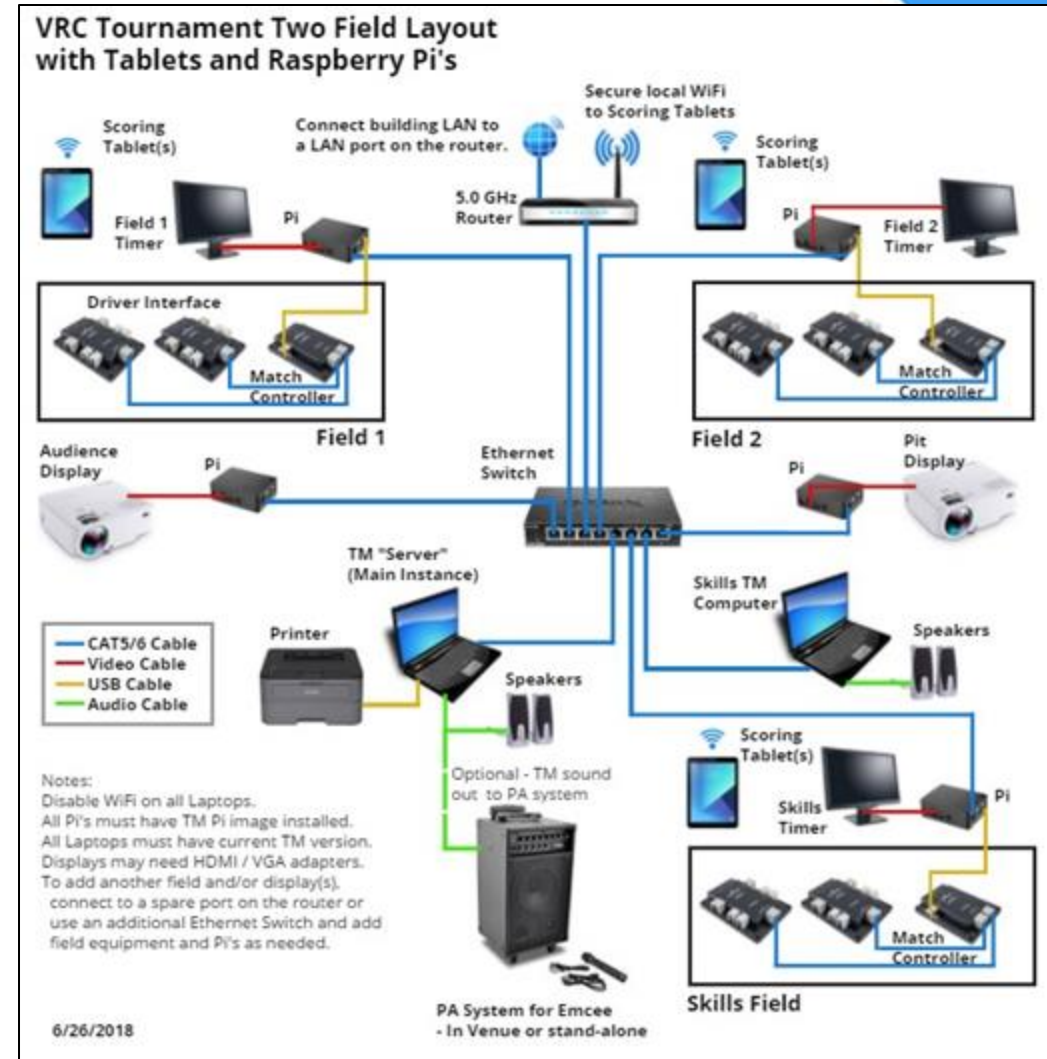 VRC Tournament Two Field Layout
with Tablets and Raspberry Pi's
Secure local WiFi
to Scoring Tablets
Connect building LAN to
a LAN port on the router.
Scoring
Tablet(s)
Scoring
Tablet(s)
5.0 GHz
Router
Field 1
Timer
Pi
Pi
Field 2
Timer
Driver Interface
Match
Controller
Match
Controller
Field 1
Field 2
Audience
Display
Pi
Ethernet
Switch
Pi
Pit
Display
TM "Server"
(Main Instance)
Skills TM
Computer
CAT5/6 Cable
Video Cable
USB Cable
Audio Cable
Printer
Speakers
Speakers
Scoring
Tablet(s)
Optional - TM sound
out to PA system
Skills
Timer
Pi
Notes:
Disable WiFi on all Laptops.
All Pi's must have TM Pi image installed.
All Laptops must have current TM version.
Displays may need HDMI / VGA adapters.
To add another field and/or display(s),
connect to a spare port on the router or
use an additional Ethernet Switch and add
field equipment and Pi's as needed.
Match
Controller
Skills Field
PA System for Emcee
- In Venue or stand-alone
6/26/2018